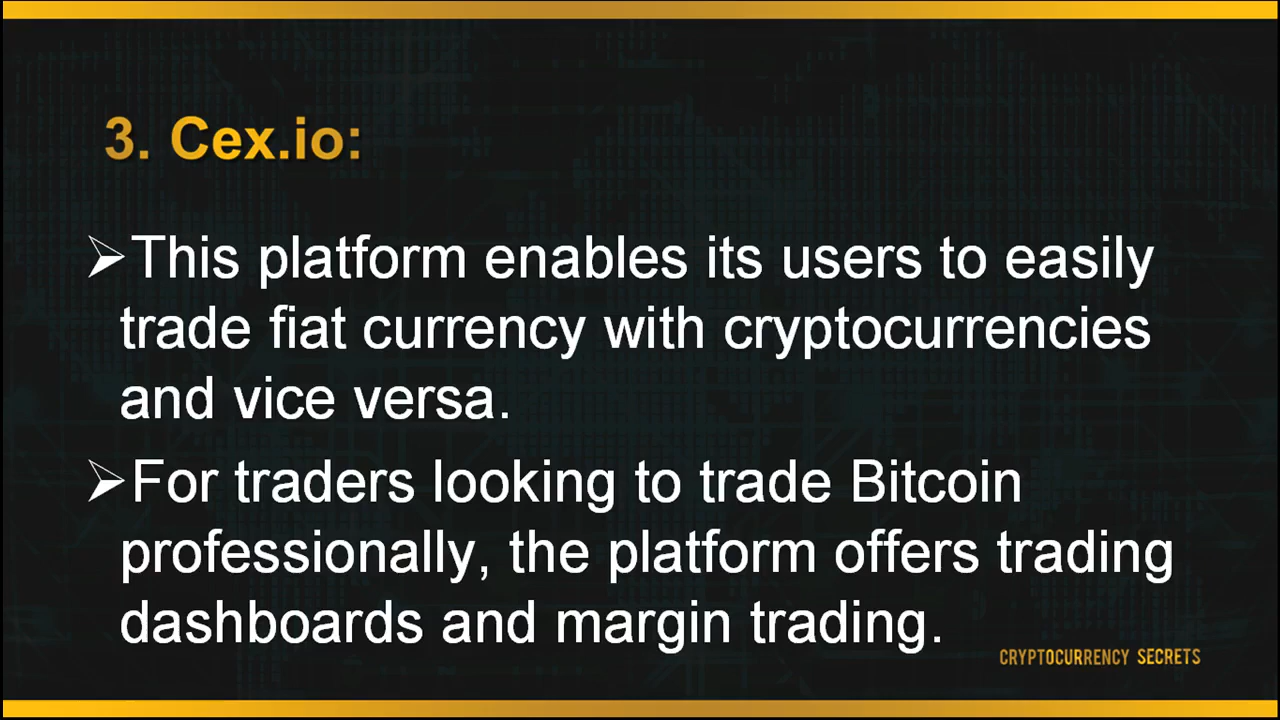 3. Cex.io:
➢This platform enables its users to easily
trade fiat currency with cryptocurrencies
and vice versa.
➢For traders looking to trade Bitcoin
professionally, the platform offers trading
dashboards and margin trading.
CRYPTOCURRENCY SECRETS